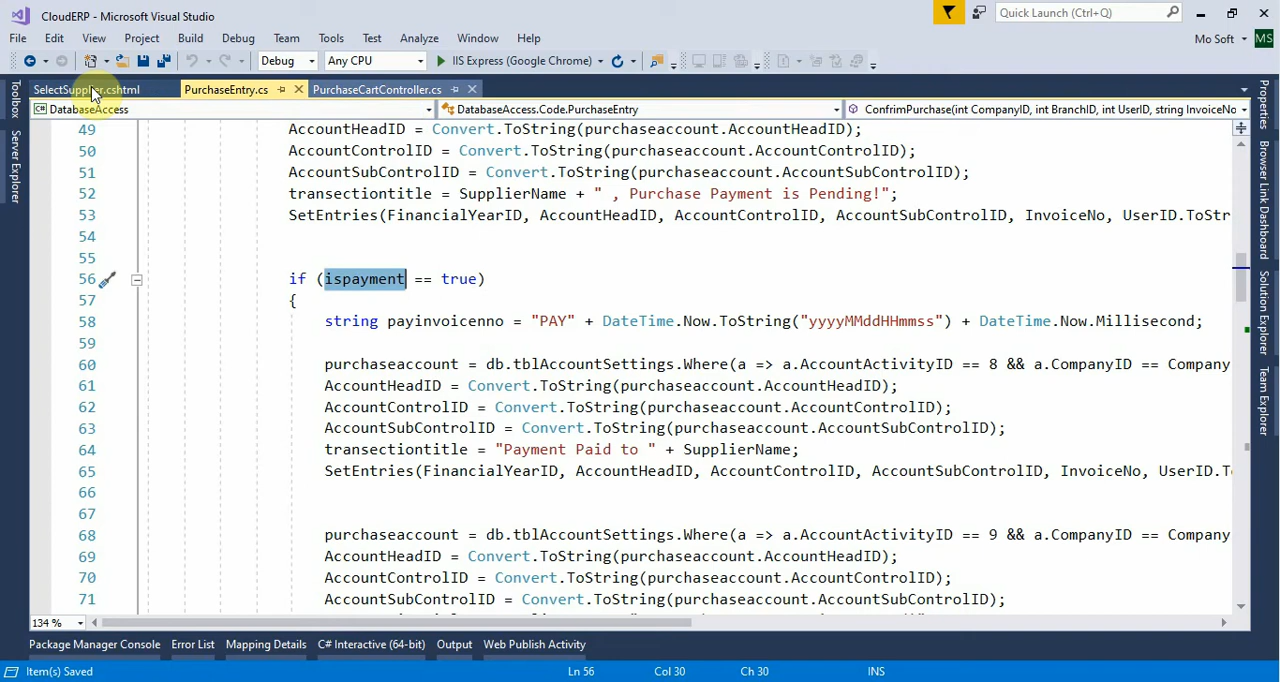 CloudERP - Microsoft Visual Studio
Quick Launch (Ctrl+Q)
File Edit View Project Build Debug Team Tools Test Analyze Window Help
Mo Soft MS
Debug Any CPU IIS Express (Google Chrome)
SelectSupplier.cshtml PurchaseEntry.cs PurchaseCartController.cs
DatabaseAccess DatabaseAccess.Code.PurchaseEntry ConfrimPurchase(int CompanyID, int BranchID, int UserID, string InvoiceNo
Toolbox
Server Explorer
49 AccountHeadID = Convert.ToString(purchaseaccount.AccountHeadID);
50 AccountControlID = Convert.ToString(purchaseaccount.AccountControlID);
51 AccountSubControlID = Convert.ToString(purchaseaccount.AccountSubControlID);
52 transectiontitle = SupplierName + " , Purchase Payment is Pending!";
53 SetEntries(FinancialYearID, AccountHeadID, AccountControlID, AccountSubControlID, InvoiceNo, UserID.ToStr
54
55
56 if (ispayment == true)
57 {
58 string payinvoicenno = "PAY" + DateTime.Now.ToString("yyyyMMddHHmmss") + DateTime.Now.Millisecond;
59
60 purchaseaccount = db.tblAccountSettings.Where(a => a.AccountActivityID == 8 && a.CompanyID == Company
61 AccountHeadID = Convert.ToString(purchaseaccount.AccountHeadID);
62 AccountControlID = Convert.ToString(purchaseaccount.AccountControlID);
63 AccountSubControlID = Convert.ToString(purchaseaccount.AccountSubControlID);
64 transectiontitle = "Payment Paid to " + SupplierName;
65 SetEntries(FinancialYearID, AccountHeadID, AccountControlID, AccountSubControlID, InvoiceNo, UserID.T
66
67
68 purchaseaccount = db.tblAccountSettings.Where(a => a.AccountActivityID == 9 && a.CompanyID == Company
69 AccountHeadID = Convert.ToString(purchaseaccount.AccountHeadID);
70 AccountControlID = Convert.ToString(purchaseaccount.AccountControlID);
71 AccountSubControlID = Convert.ToString(purchaseaccount.AccountSubControlID);
Properties
Browser Link Dashboard
Solution Explorer
Team Explorer
134 %
Package Manager Console Error List Mapping Details C# Interactive (64-bit) Output Web Publish Activity
Item(s) Saved Ln 56 Col 30 Ch 30 INS